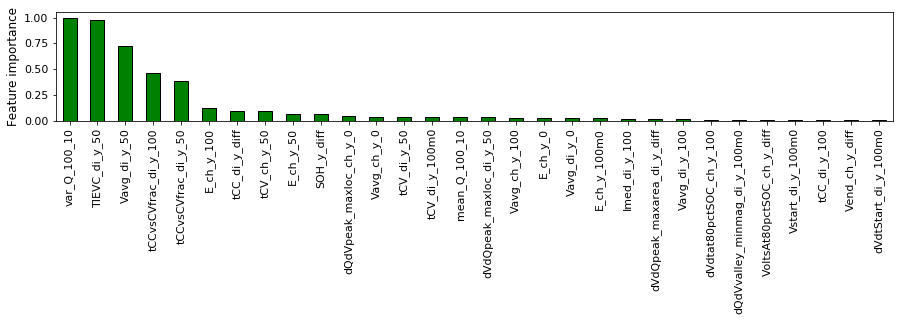 Feature importance
1.00
0.75
0.50
0.25
0.00
var_Q_100_10
TIEVC_di_y_50
Vavg_di_y_50
tCCvsCVfrac_di_y_100
tCCvsCVfrac_di_y_50
E_ch_y_100
tCC_di_y_diff
tCV_ch_y_50
E_ch_y_50
SOH_y_diff
dQdVpeak_maxloc_ch_y_0
Vavg_ch_y_0
tCV_di_y_50
tCV_di_y_100m0
mean_Q_100_10
dVdQpeak_maxloc_di_y_50
Vavg_ch_y_100
E_ch_y_0
Vavg_di_y_0
E_ch_y_100m0
Imed_di_y_100
dVdQpeak_maxarea_di_y_diff
Vavg_di_y_100
dVdtat80pctSOC_ch_y_100
dQdVvalley_minmag_di_y_100m0
VoltsAt80pctSOC_ch_y_diff
Vstart_di_y_100m0
tCC_di_y_100
Vend_ch_y_diff
dVdtStart_di_y_100m0